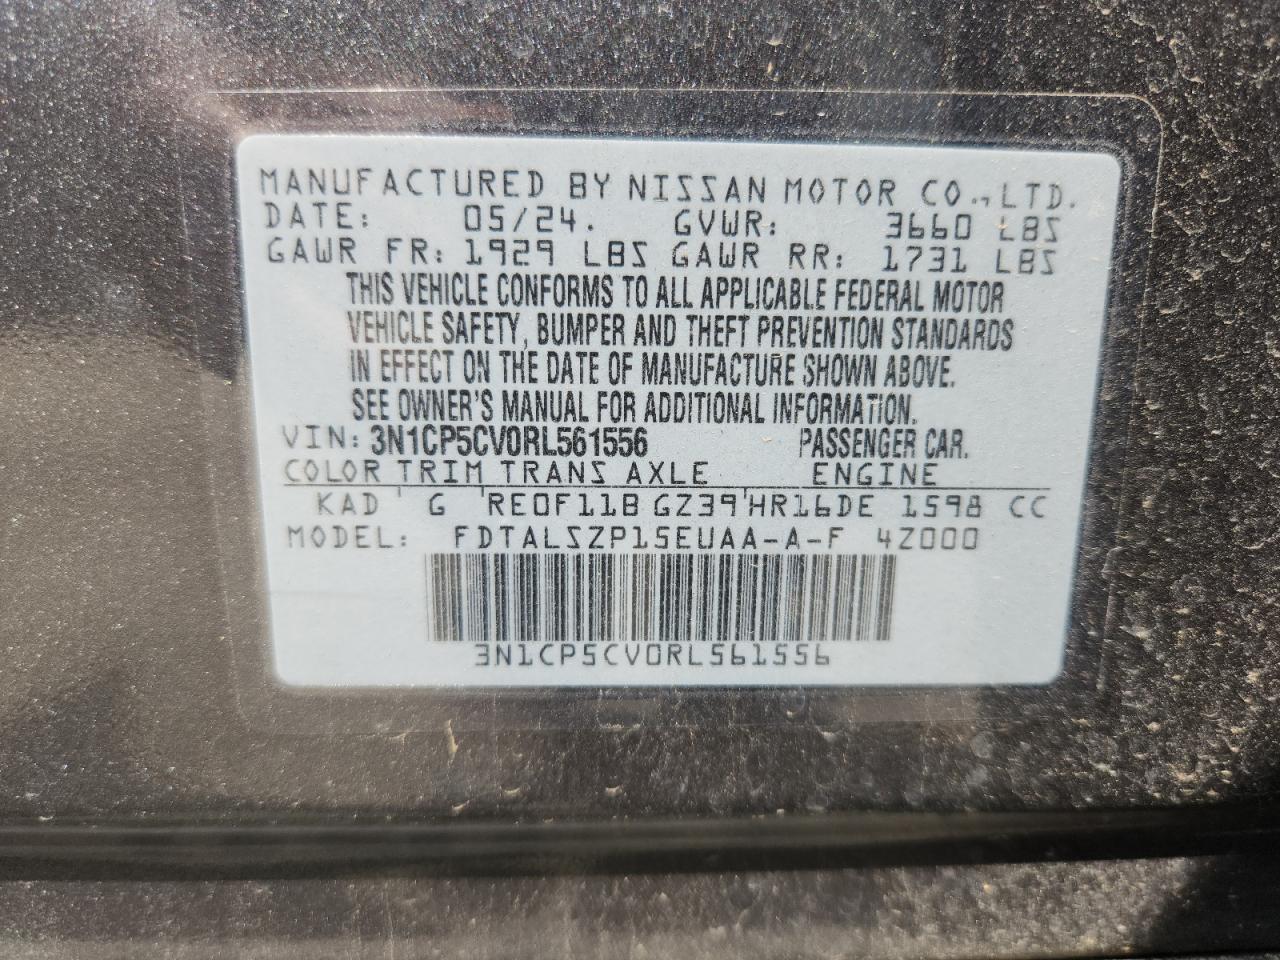 MANUFACTURED BY NISSAN MOTOR CO., LTD.
DATE: 05/24. GVWR: 3660 LBS
GAWR FR: 1929 LBS GAWR RR: 1731 LBS
THIS VEHICLE CONFORMS TO ALL APPLICABLE FEDERAL MOTOR
VEHICLE SAFETY, BUMPER AND THEFT PREVENTION STANDARDS
IN EFFECT ON THE DATE OF MANUFACTURE SHOWN ABOVE.
SEE OWNER'S MANUAL FOR ADDITIONAL INFORMATION.
VIN: 3N1CP5CV0RL561556 PASSENGER CAR.
COLOR TRIM TRANS AXLE ENGINE
KAD G RE0F11B GZ39 HR16DE 1598 CC
MODEL: FDTALSZP15EUAA-A-F 4Z000
3N1CP5CV0RL561556